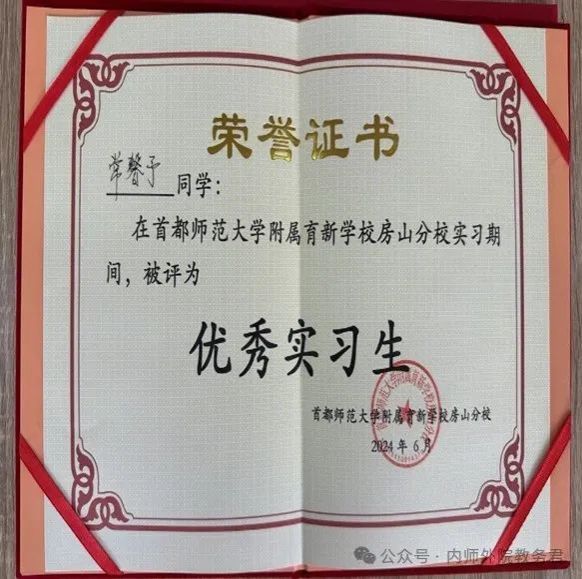 荣誉证书
常馨予同学：
在首都师范大学附属育新学校房山分校实习期
间，被评为
优秀实习生
首都师范大学附属育新学校房山分校
2024年6月
公众号·内师外院教务君